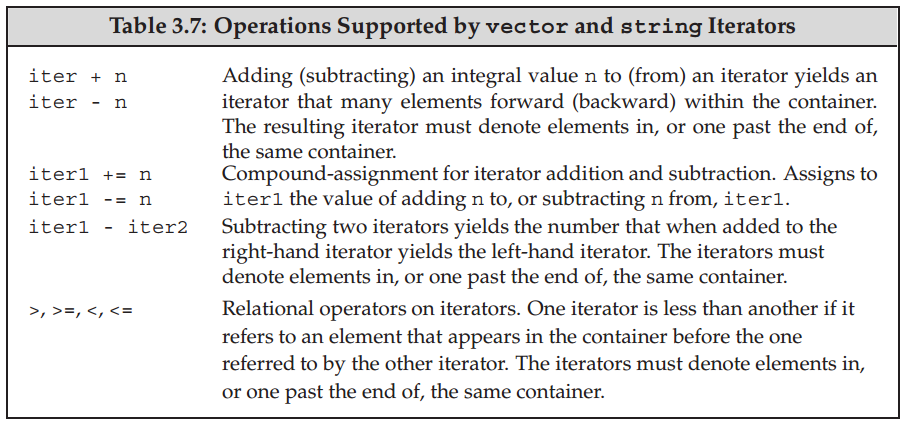 Table 3.7: Operations Supported by vector and string Iterators
iter + n Adding (subtracting) an integral value n to (from) an iterator yields an
iter - n iterator that many elements forward (backward) within the container.
The resulting iterator must denote elements in, or one past the end of,
the same container.
iter1 += n Compound-assignment for iterator addition and subtraction. Assigns to
iter1 -= n iter1 the value of adding n to, or subtracting n from, iter1.
iter1 - iter2 Subtracting two iterators yields the number that when added to the
right-hand iterator yields the left-hand iterator. The iterators must
denote elements in, or one past the end of, the same container.
>, >=, <, <= Relational operators on iterators. One iterator is less than another if it
refers to an element that appears in the container before the one
referred to by the other iterator. The iterators must denote elements in,
or one past the end of, the same container.